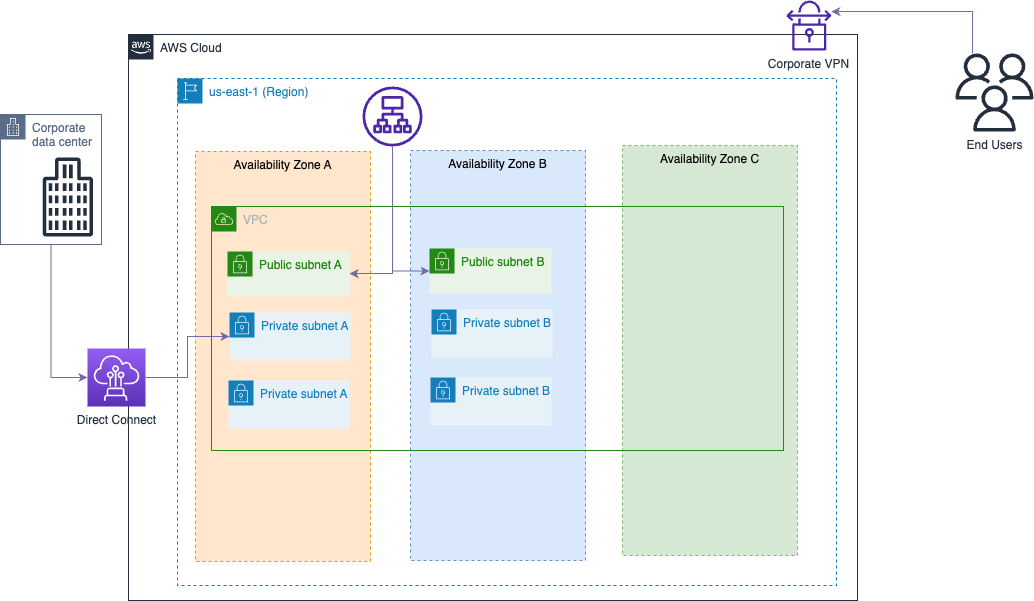 aws
AWS Cloud
Corporate VPN
End Users
us-east-1 (Region)
Corporate
data center
Availability Zone A
Availability Zone B
Availability Zone C
VPC
Public subnet A
Public subnet B
Private subnet A
Private subnet B
Private subnet A
Private subnet B
Direct Connect